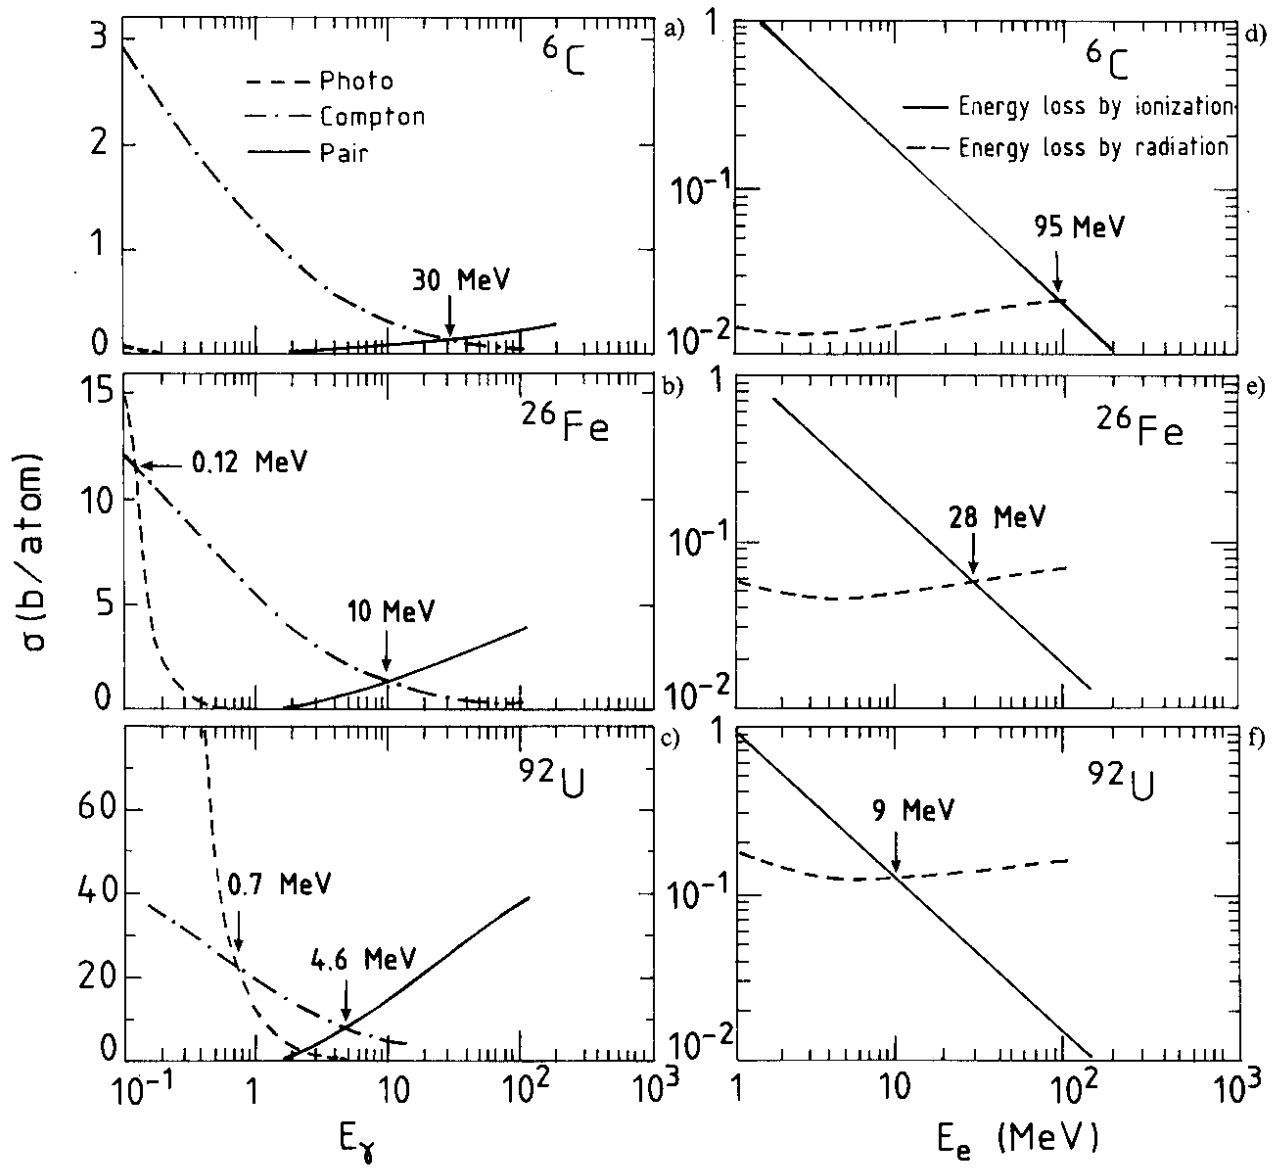 3
2
1
0
⁶C
a)
Photo
Compton
Pair
30 MeV
1
10⁻¹
10⁻²
⁶C
d)
Energy loss by ionization
Energy loss by radiation
95 MeV
σ (b/atom)
15
10
5
0
²⁶Fe
b)
0.12 MeV
10 MeV
1
10⁻¹
10⁻²
²⁶Fe
e)
28 MeV
60
40
20
0
⁹²U
c)
0.7 MeV
4.6 MeV
1
10⁻¹
10⁻²
⁹²U
f)
9 MeV
10⁻¹ 1 10 10² 10³
Eγ
1 10 10² 10³
Eₑ (MeV)